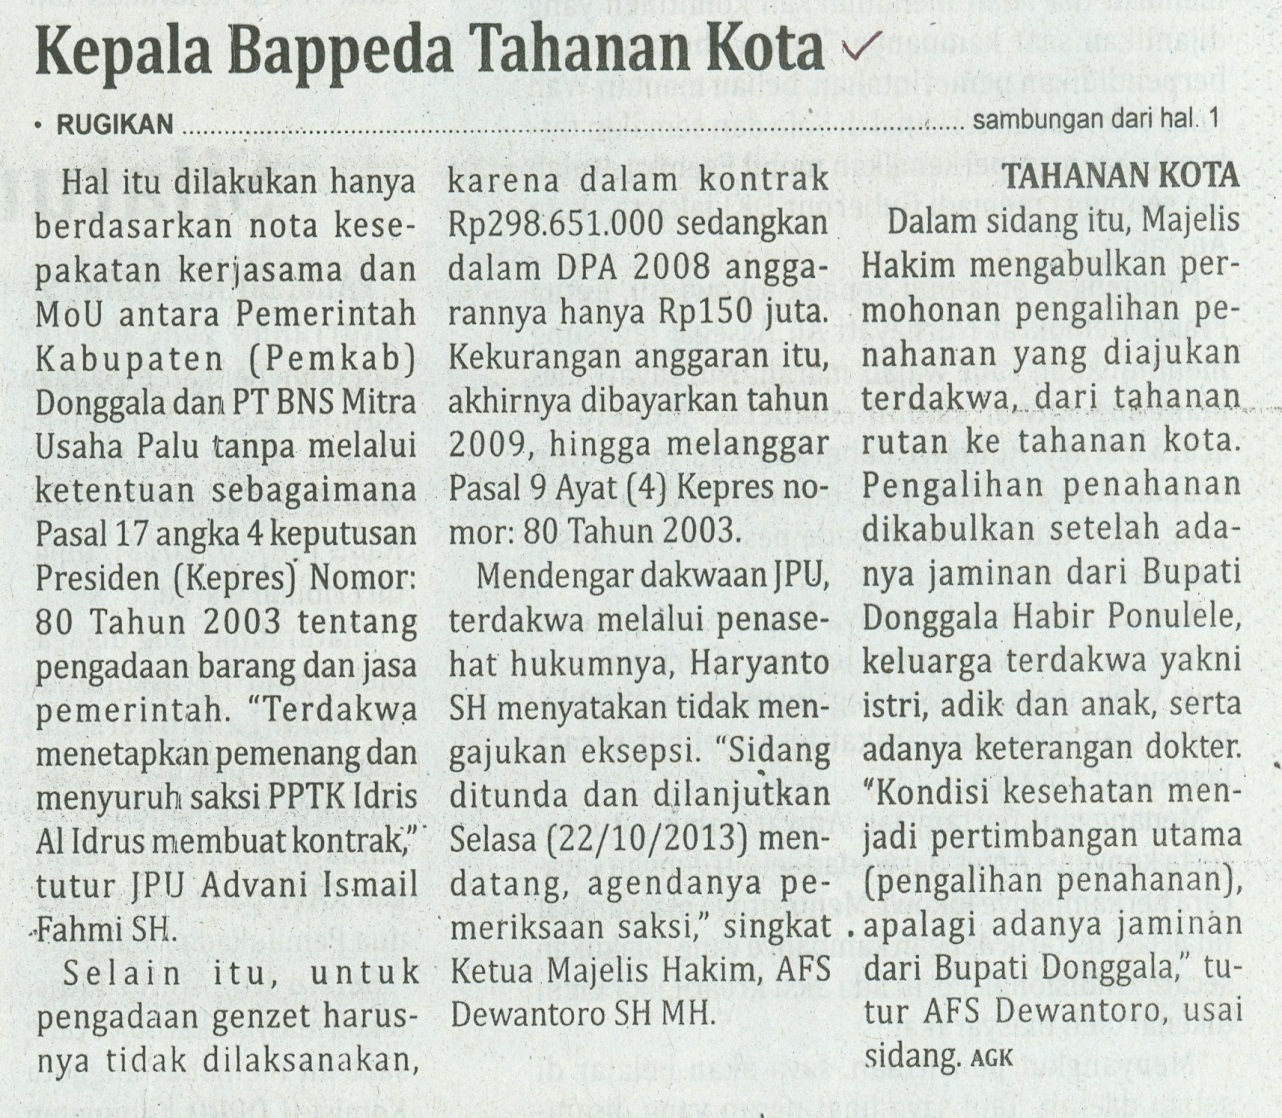 Kepala Bappeda Tahanan Kota
• RUGIKAN ........................ sambungan dari hal. 1
Hal itu dilakukan hanya
berdasarkan nota kese-
pakatan kerjasama dan
MoU antara Pemerintah
Kabupaten (Pemkab)
Donggala dan PT BNS Mitra
Usaha Palu tanpa melalui
ketentuan sebagaimana
Pasal 17 angka 4 keputusan
Presiden (Kepres) Nomor:
80 Tahun 2003 tentang
pengadaan barang dan jasa
pemerintah. “Terdakwa
menetapkan pemenang dan
menyuruh saksi PPTK Idris
Al Idrus membuat kontrak,”
tutur JPU Advani Ismail
Fahmi SH.
Selain itu, untuk
pengadaan genzet harus-
nya tidak dilaksanakan,
karena dalam kontrak
Rp298.651.000 sedangkan
dalam DPA 2008 angga-
rannya hanya Rp150 juta.
Kekurangan anggaran itu,
akhirnya dibayarkan tahun
2009, hingga melanggar
Pasal 9 Ayat (4) Kepres no-
mor: 80 Tahun 2003.
Mendengar dakwaan JPU,
terdakwa melalui penase-
hat hukumnya, Haryanto
SH menyatakan tidak men-
gajukan eksepsi. “Sidang
ditunda dan dilanjutkan
Selasa (22/10/2013) men-
datang, agendanya pe-
meriksaan saksi,” singkat
Ketua Majelis Hakim, AFS
Dewantoro SH MH.
TAHANAN KOTA
Dalam sidang itu, Majelis
Hakim mengabulkan per-
mohonan pengalihan pe-
nahanan yang diajukan
terdakwa, dari tahanan
rutan ke tahanan kota.
Pengalihan penahanan
dikabulkan setelah ada-
nya jaminan dari Bupati
Donggala Habir Ponulele,
keluarga terdakwa yakni
istri, adik dan anak, serta
adanya keterangan dokter.
“Kondisi kesehatan men-
jadi pertimbangan utama
(pengalihan penahanan),
apalagi adanya jaminan
dari Bupati Donggala,” tu-
tur AFS Dewantoro, usai
sidang. AGK